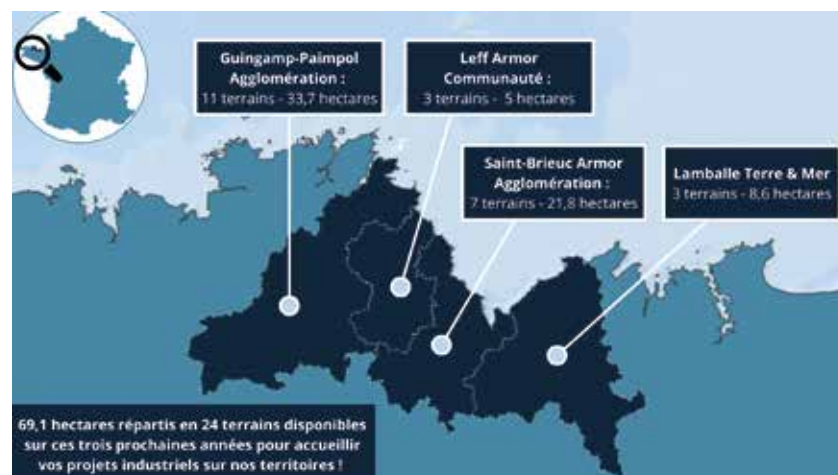 Guingamp-Paimpol
Agglomération :
11 terrains - 33,7 hectares
Leff Armor
Communauté :
3 terrains - 5 hectares
Saint-Brieuc Armor
Agglomération :
7 terrains - 21,8 hectares
Lamballe Terre & Mer
3 terrains - 8,6 hectares
69,1 hectares répartis en 24 terrains disponibles
sur ces trois prochaines années pour accueillir
vos projets industriels sur nos territoires !